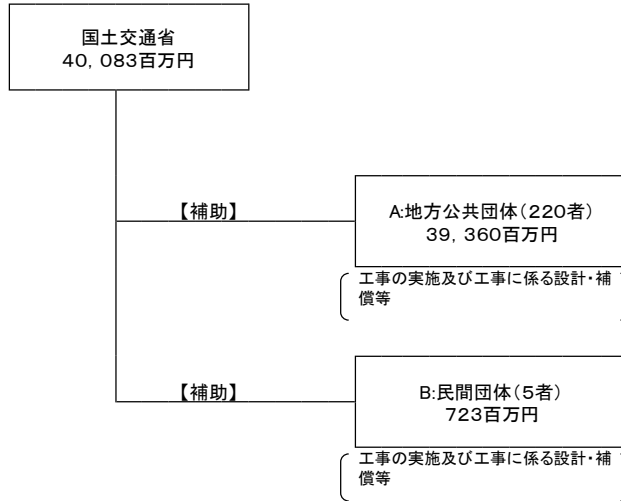 国土交通省
40, 083百万円
【補助】
A:地方公共団体(220者)
39, 360百万円
工事の実施及び工事に係る設計・補
償等
【補助】
B:民間団体(5者)
723百万円
工事の実施及び工事に係る設計・補
償等